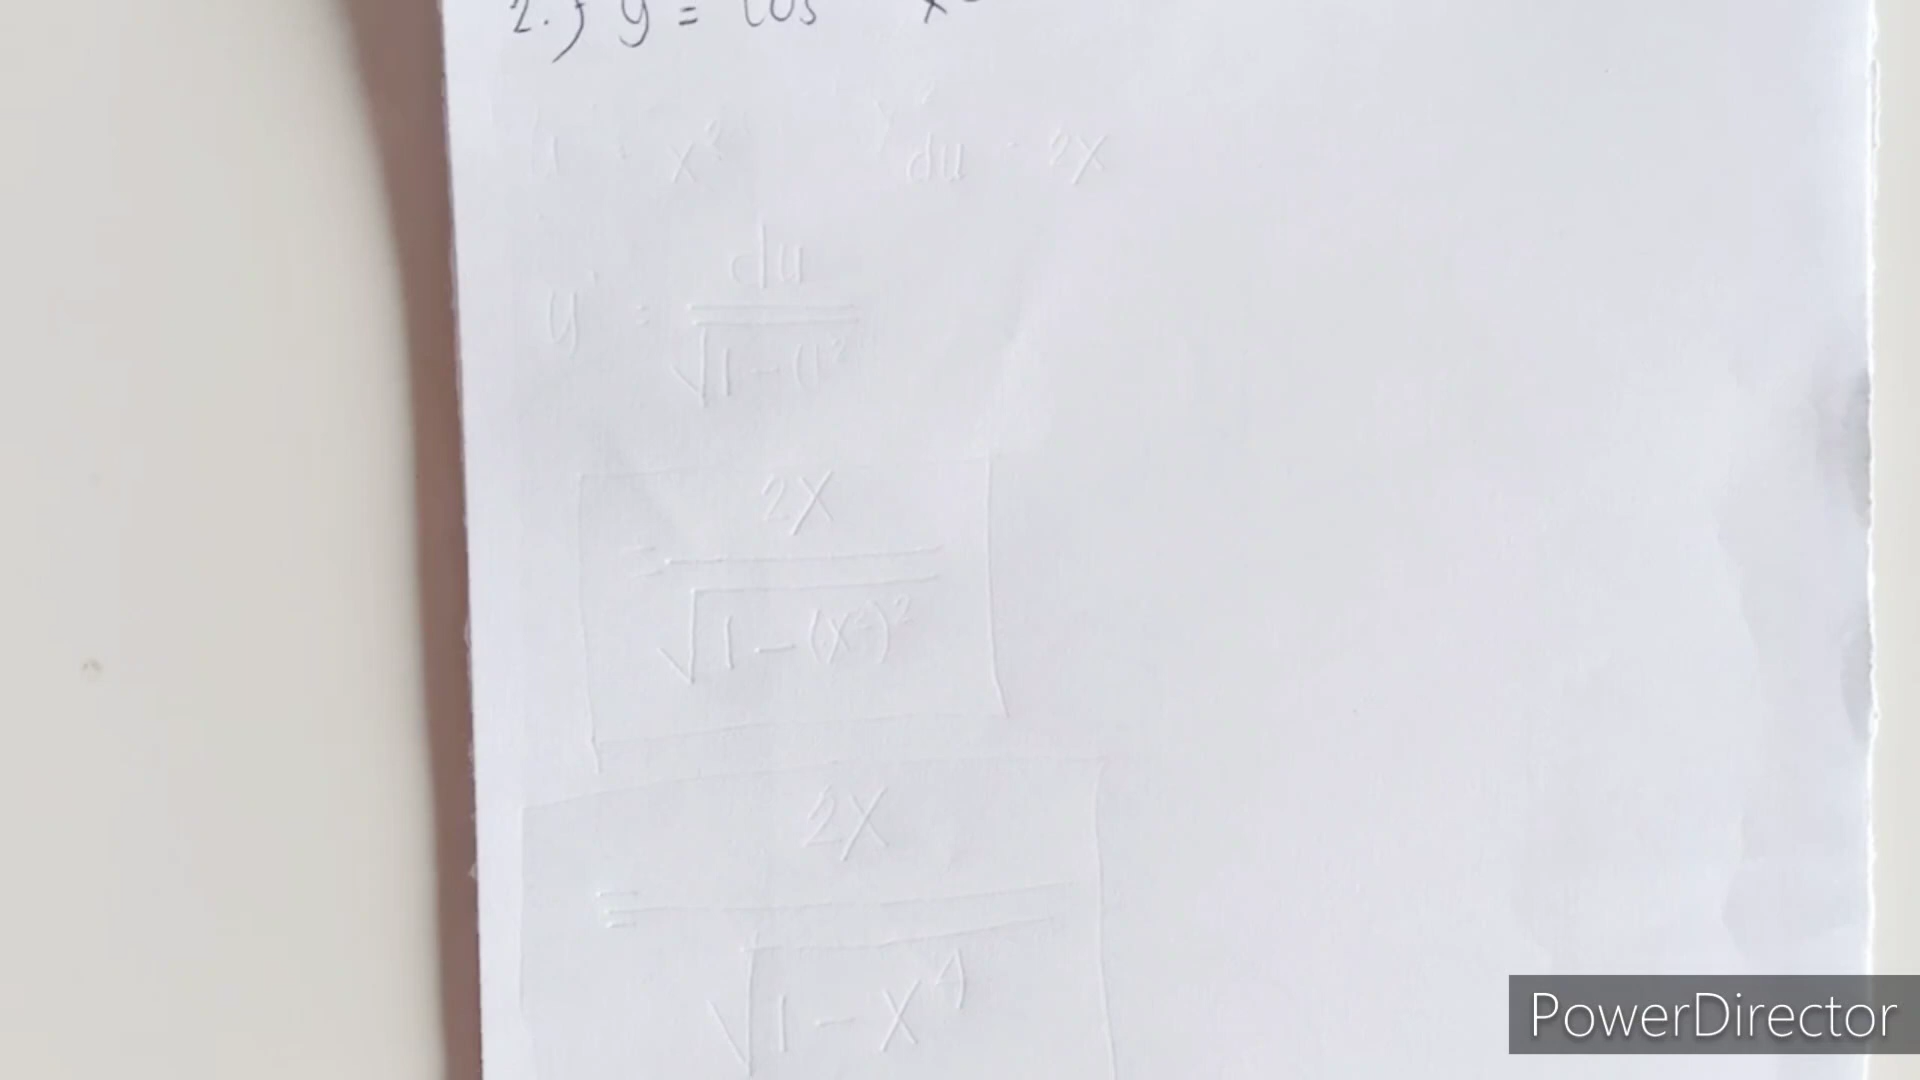 2.) y = cos x
u = x²  du = 2x
y' = du / √1-u²
= 2x / √1-(x²)²
= 2x / √1-x⁴
PowerDirector